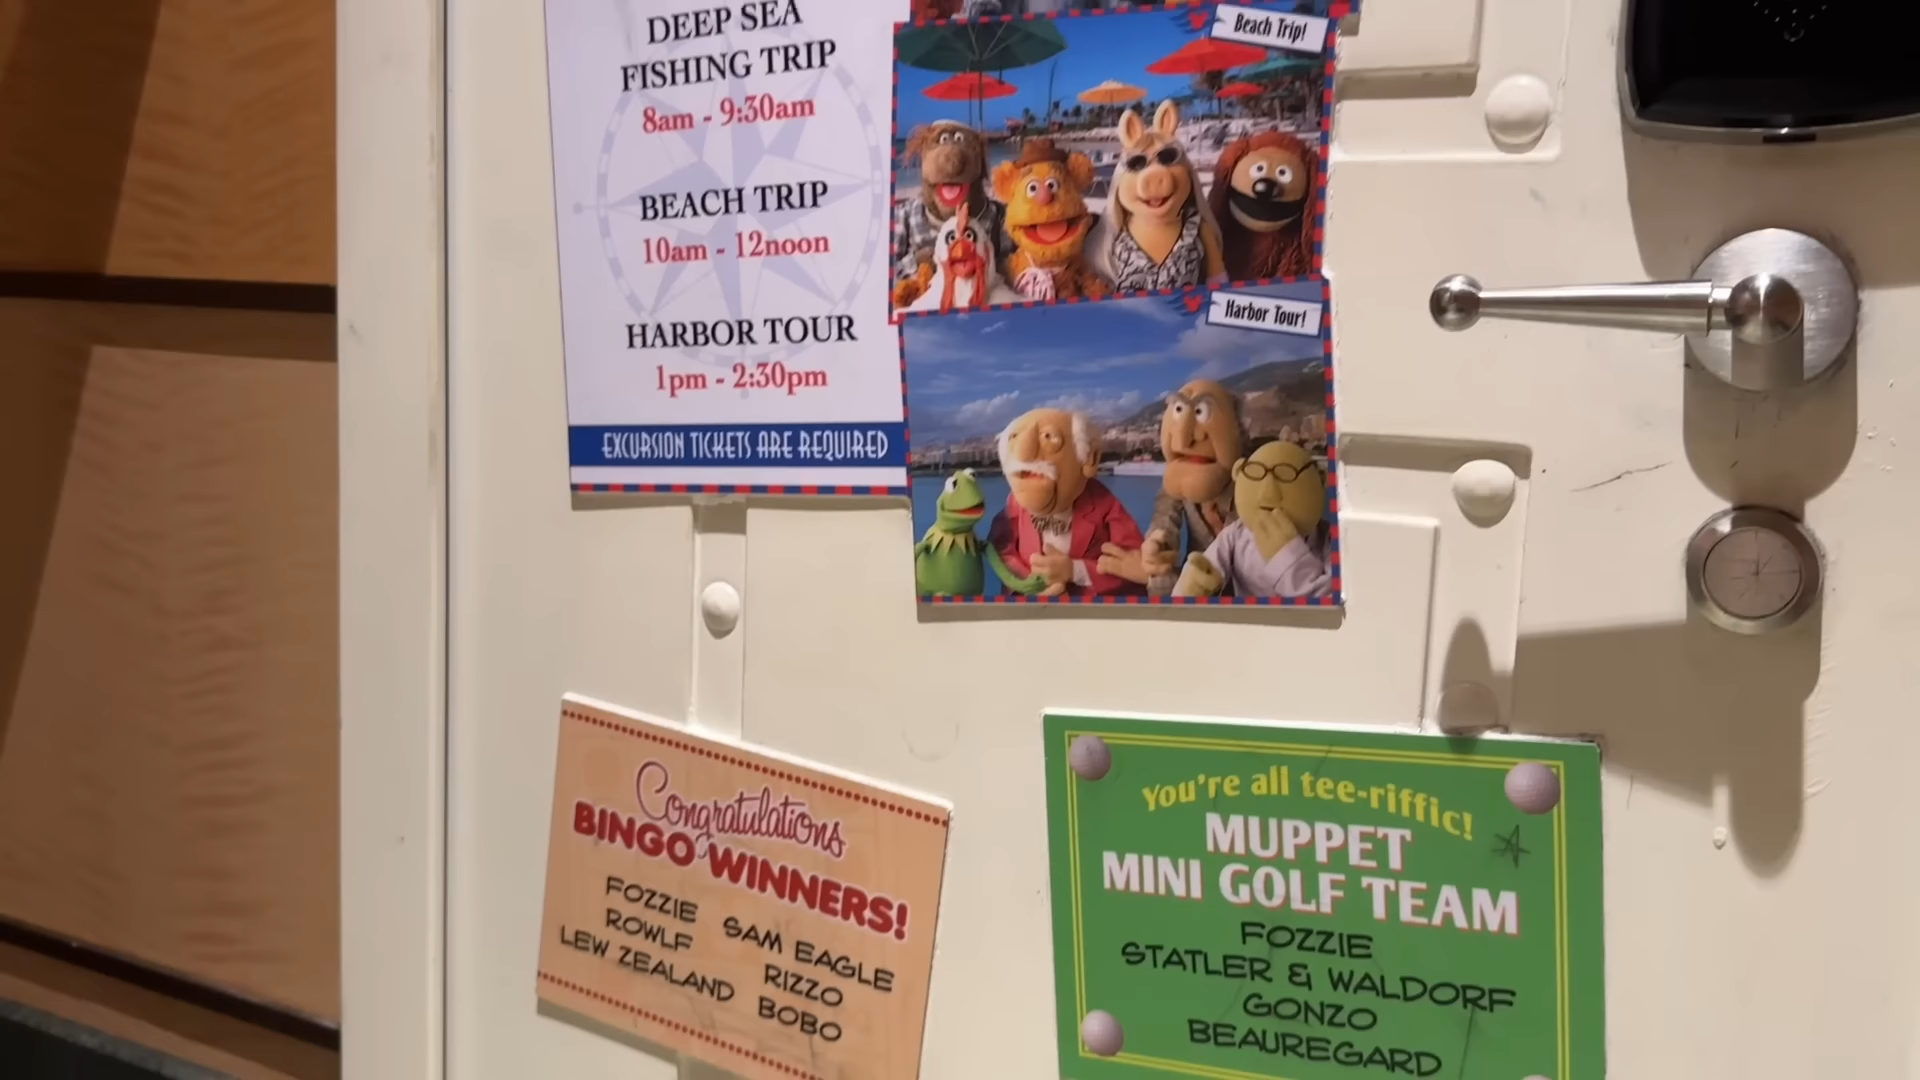 DEEP SEA
FISHING TRIP
8am - 9:30am
BEACH TRIP
10am - 12noon
HARBOR TOUR
1pm - 2:30pm
EXCURSION TICKETS ARE REQUIRED
Beach Trip!
Harbor Tour!
Congratulations
BINGO WINNERS!
FOZZIE
ROWLF
LEW ZEALAND
SAM EAGLE
RIZZO
BOBO
You're all tee-riffic!
MUPPET
MINI GOLF TEAM
FOZZIE
STATLER & WALDORF
GONZO
BEAUREGARD